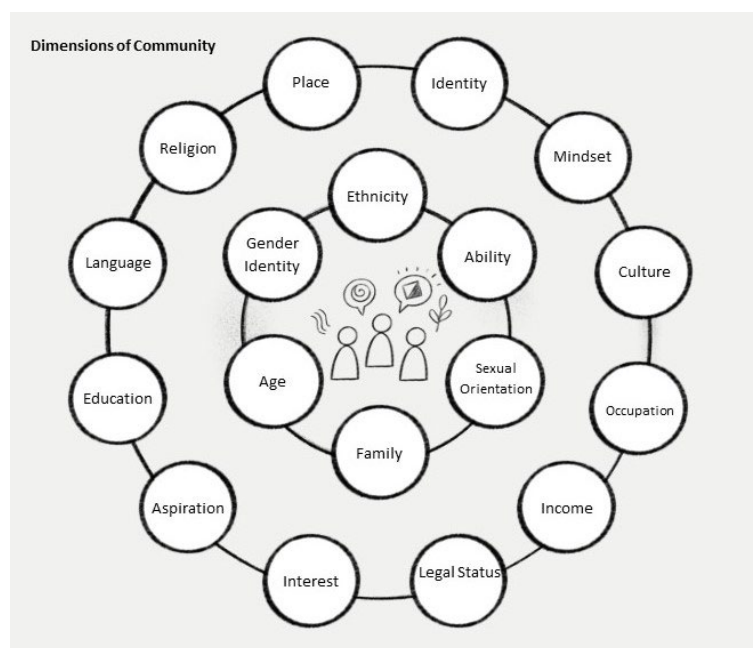 Dimensions of Community
Place
Identity
Religion
Mindset
Ethnicity
Gender
Identity
Ability
Language
Culture
Age
Sexual
Orientation
Education
Occupation
Family
Aspiration
Income
Interest
Legal Status